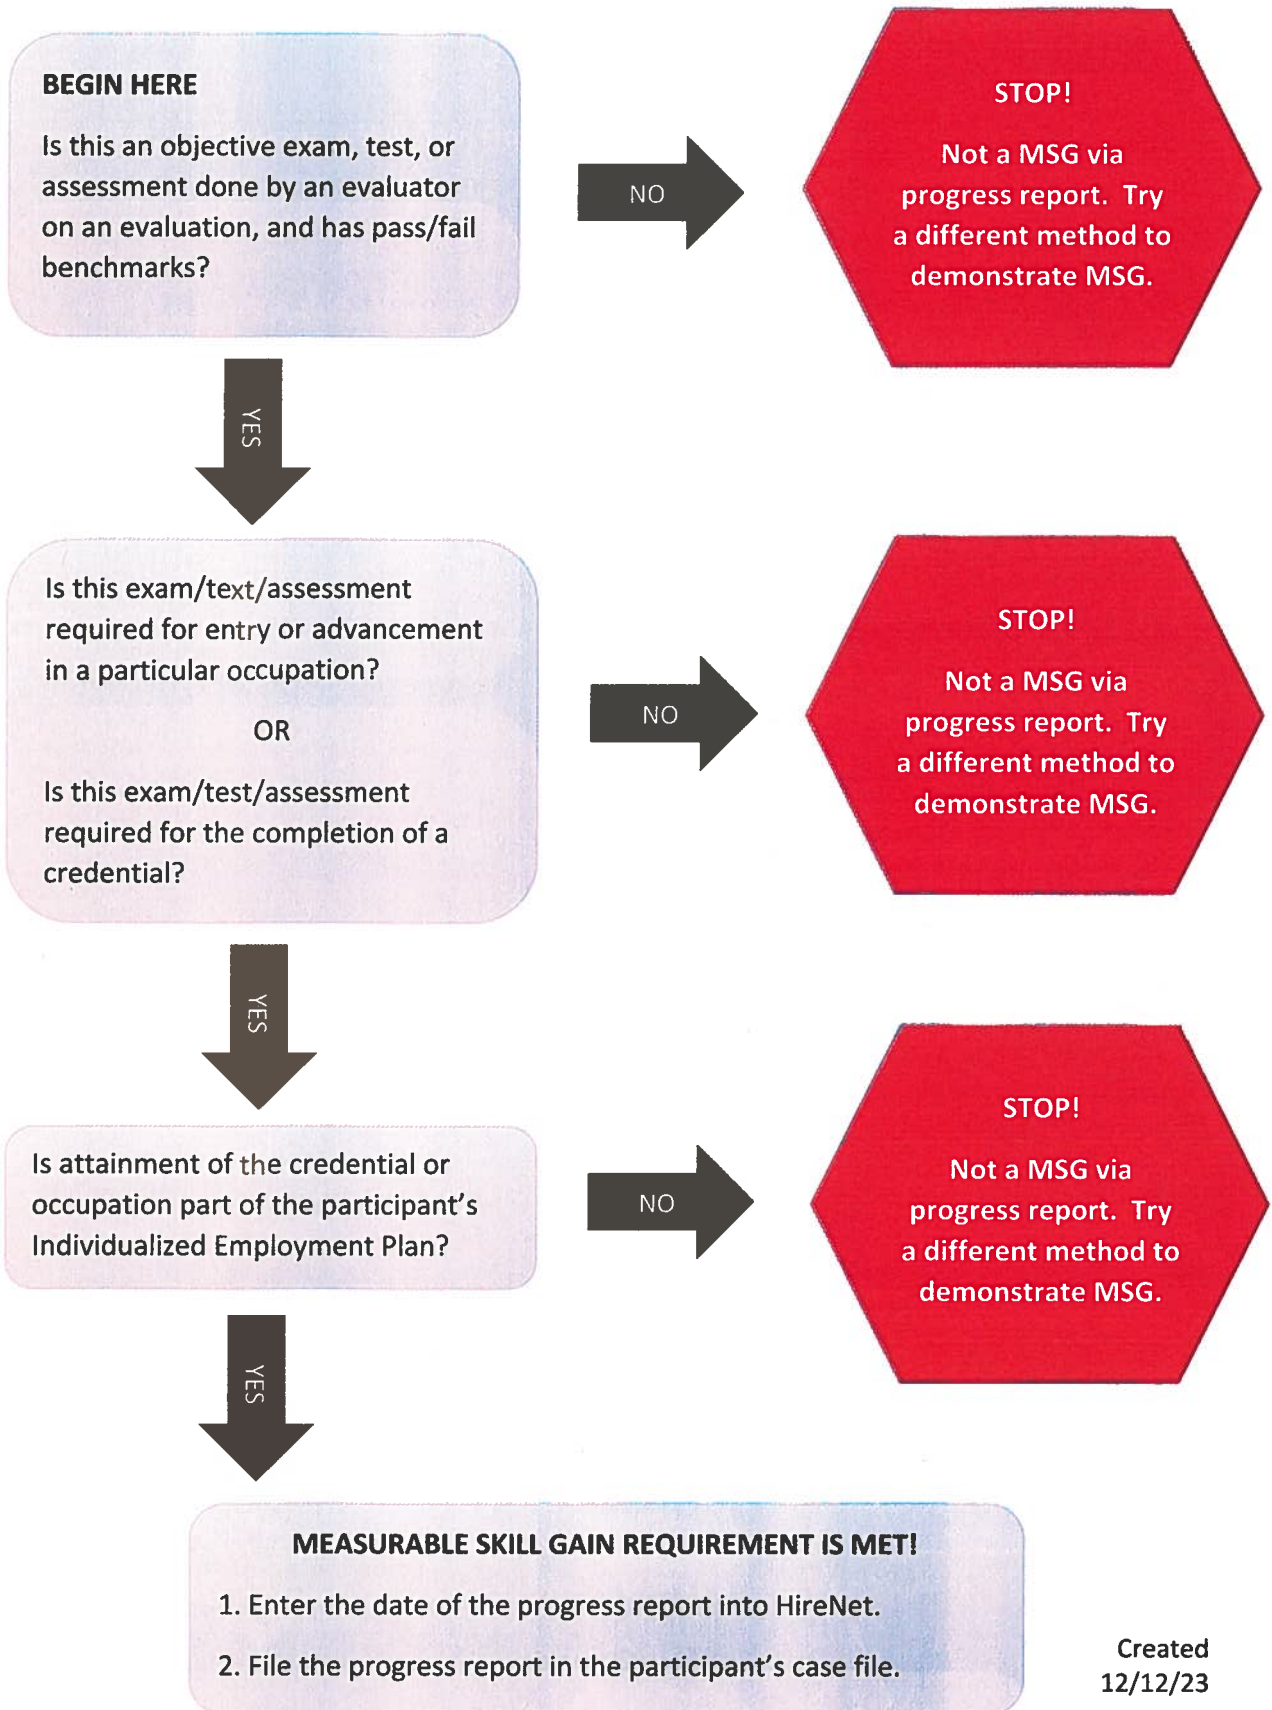 BEGIN HERE
Is this an objective exam, test, or
assessment done by an evaluator
on an evaluation, and has pass/fail
benchmarks?
NO
STOP!
Not a MSG via
progress report. Try
a different method to
demonstrate MSG.
YES
Is this exam/text/assessment
required for entry or advancement
in a particular occupation?
OR
Is this exam/test/assessment
required for the completion of a
credential?
NO
STOP!
Not a MSG via
progress report. Try
a different method to
demonstrate MSG.
YES
Is attainment of the credential or
occupation part of the participant's
Individualized Employment Plan?
NO
STOP!
Not a MSG via
progress report. Try
a different method to
demonstrate MSG.
YES
MEASURABLE SKILL GAIN REQUIREMENT IS MET!
1. Enter the date of the progress report into HireNet.
2. File the progress report in the participant's case file.
Created
12/12/23